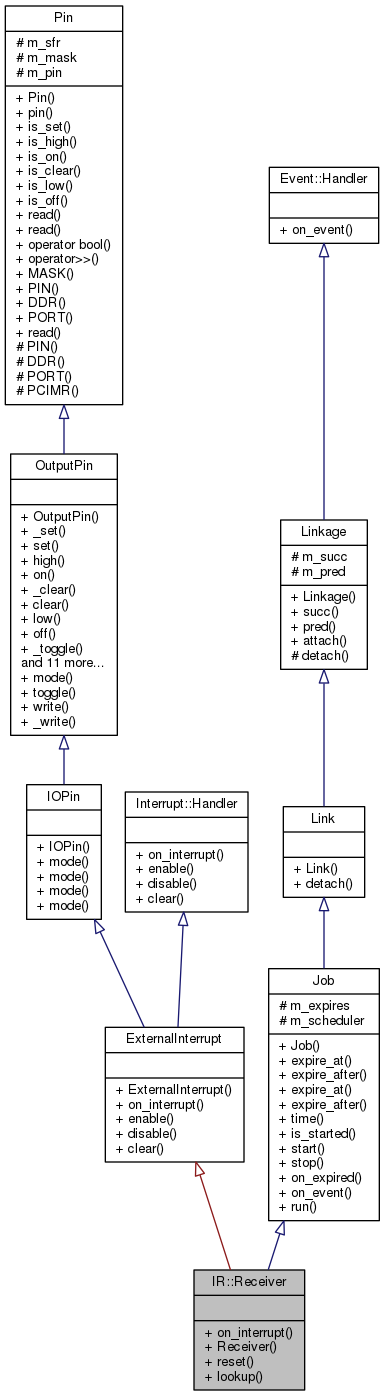 Pin
# m_sfr
# m_mask
# m_pin
+ Pin()
+ pin()
+ is_set()
+ is_high()
+ is_on()
+ is_clear()
+ is_low()
+ is_off()
+ read()
+ read()
+ operator bool()
+ operator>>()
+ MASK()
+ PIN()
+ DDR()
+ PORT()
+ read()
# PIN()
# DDR()
# PORT()
# PCIMR()
Event::Handler
+ on_event()
OutputPin
+ OutputPin()
+ _set()
+ set()
+ high()
+ on()
+ _clear()
+ clear()
+ low()
+ off()
+ _toggle()
and 11 more...
+ mode()
+ toggle()
+ write()
+ _write()
Linkage
# m_succ
# m_pred
+ Linkage()
+ succ()
+ pred()
+ attach()
# detach()
IOPin
+ IOPin()
+ mode()
+ mode()
+ mode()
+ mode()
Interrupt::Handler
+ on_interrupt()
+ enable()
+ disable()
+ clear()
Link
+ Link()
+ detach()
ExternalInterrupt
+ ExternalInterrupt()
+ on_interrupt()
+ enable()
+ disable()
+ clear()
Job
# m_expires
# m_scheduler
+ Job()
+ expire_at()
+ expire_after()
+ expire_at()
+ expire_after()
+ time()
+ is_started()
+ start()
+ stop()
+ on_expired()
+ on_event()
+ run()
IR::Receiver
+ on_interrupt()
+ Receiver()
+ reset()
+ lookup()